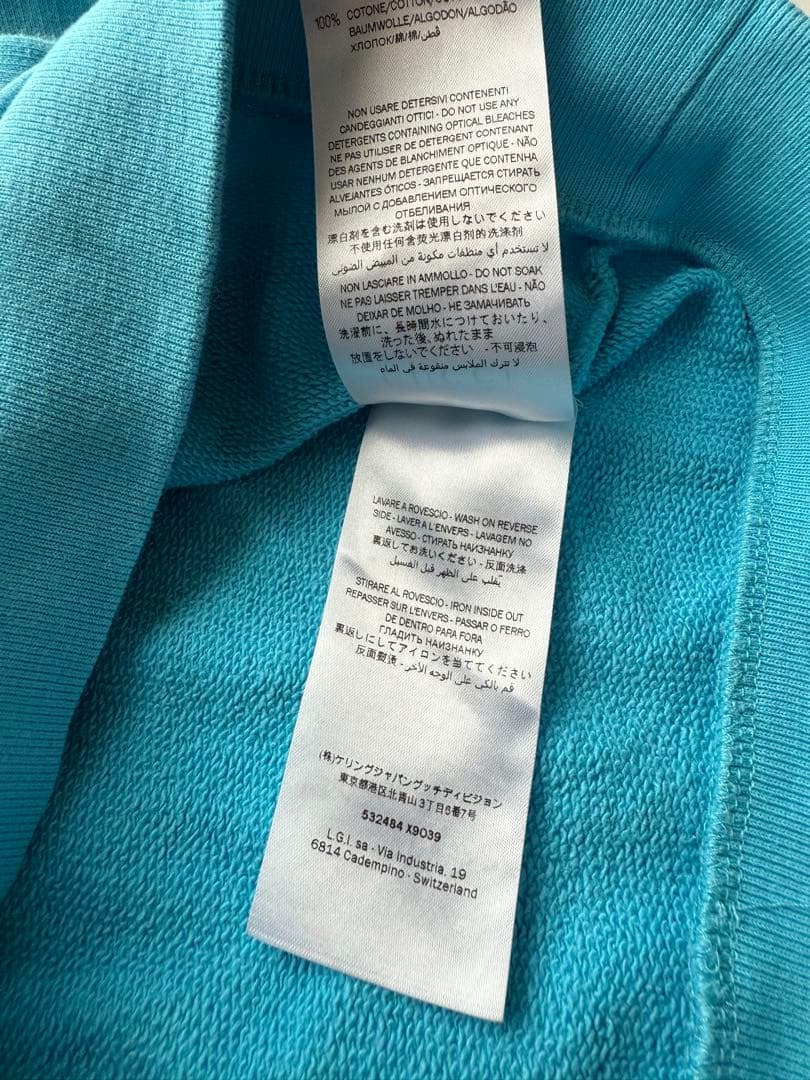 100% COTONE/COTTON/
BAUMWOLLE/ALGODON/ALGODÃO
ХЛОПОК/綿/棉/قطن
NON USARE DETERSIVI CONTENENTI
CANDEGGIANTI OTTICI - DO NOT USE ANY
DETERGENTS CONTAINING OPTICAL BLEACHES
NE PAS UTILISER DE DETERGENT CONTENANT
DES AGENTS DE BLANCHIMENT OPTIQUE - NÃO
USAR NENHUM DETERGENTE QUE CONTENHA
ALVEJANTES ÓTICOS - ЗАПРЕЩАЕТСЯ СТИРАТЬ
МЫЛОЙ С ДОБАВЛЕНИЕМ ОПТИЧЕСКОГО
ОТБЕЛИВАНИЯ
漂白剤を含む洗剤は使用しないでください
不使用任何含荧光漂白剂的洗涤剂
لا تستخدم أي منظفات مكونة من المبيض الضوئى
NON LASCIARE IN AMMOLLO - DO NOT SOAK
NE PAS LAISSER TREMPER DANS L'EAU - NÃO
DEIXAR DE MOLHO - НЕ ЗАМАЧИВАТЬ
洗濯前に、長時間水につけておいたり、
洗った後、ぬれたまま
放置をしないでください - 不可浸泡
لا تترك الملابس منقوعة فى الماء
LAVARE A ROVESCIO - WASH ON REVERSE
SIDE - LAVER A L'ENVERS - LAVAGEM NO
AVESSO - СТИРАТЬ НАИЗНАНКУ
裏返してお洗いください - 反面洗涤
يقلب على الظهر قبل الغسيل
STIRARE AL ROVESCIO - IRON INSIDE OUT
REPASSER SUR L'ENVERS - PASSAR O FERRO
DE DENTRO PARA FORA
ГЛАДИТЬ НАИЗНАНКУ
裏返しにしてアイロンを当ててください
反面熨烫 - قم بالكي على الوجه الآخر
(株)ケリングジャパングッチディビジョン
東京都港区北青山3丁目6番7号
532484 X9039
L.G.I. sa - Via Industria, 19
6814 Cadempino - Switzerland